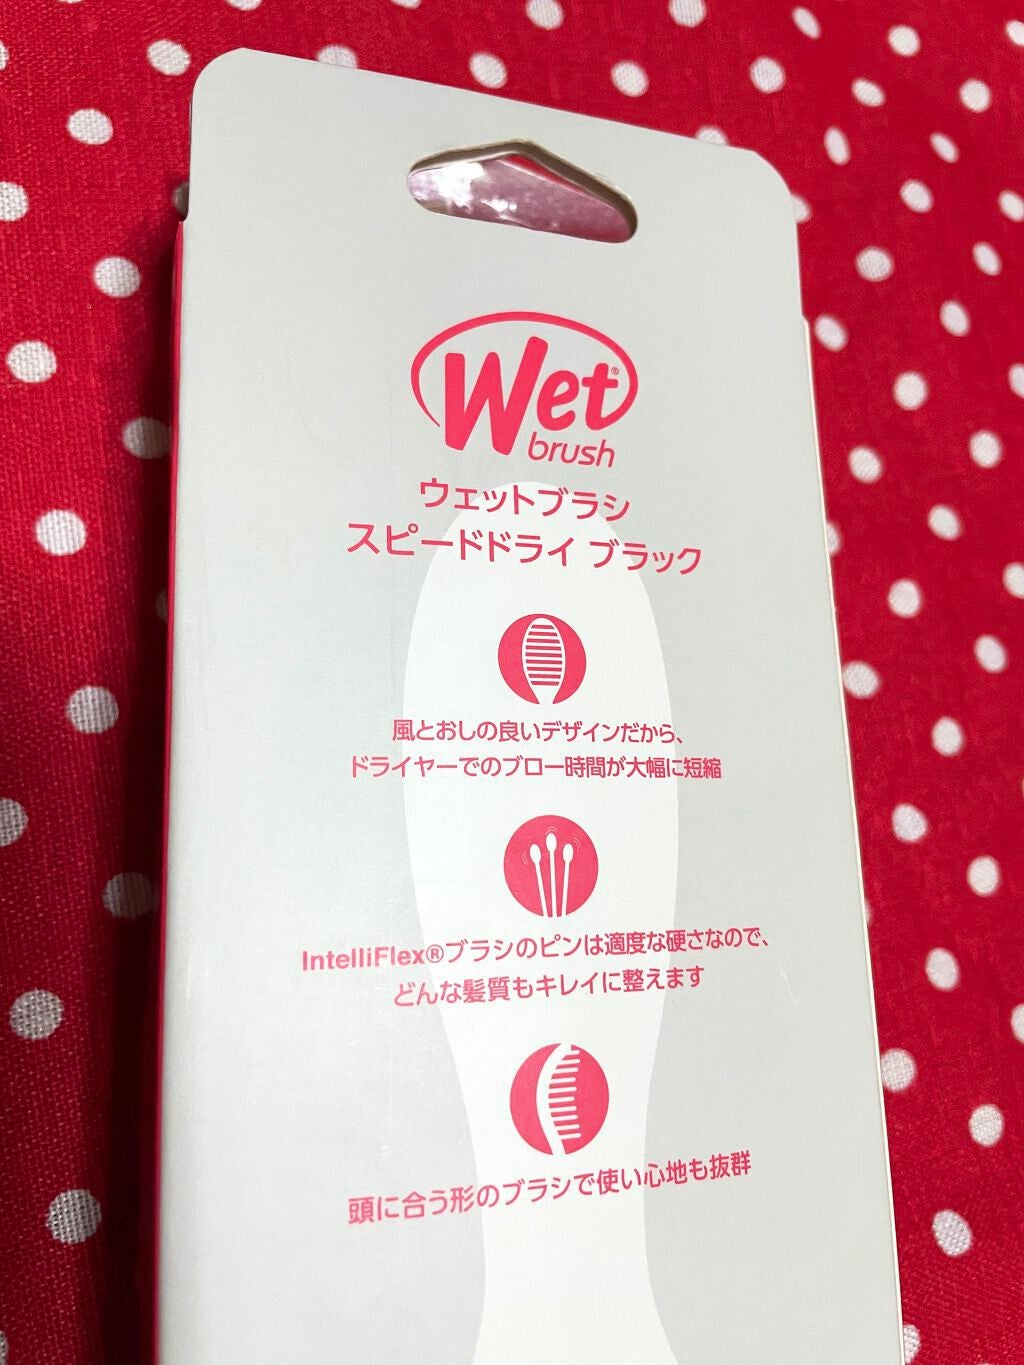 Wet®
brush
ウェットブラシ
スピードドライ ブラック
風とおしの良いデザインだから、
ドライヤーでのブロー時間が大幅に短縮
IntelliFlex®ブラシのピンは適度な硬さなので、
どんな髪質もキレイに整えます
頭に合う形のブラシで使い心地も抜群